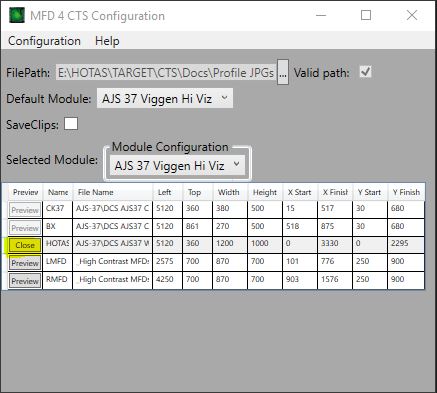 MFD 4 CTS Configuration
Configuration Help
FilePath: E:\HOTAS\TARGET\CTS\Docs\Profile JPGs ... Valid path:
Default Module: AJS 37 Viggen Hi Viz
SaveClips:
Module Configuration
Selected Module: AJS 37 Viggen Hi Viz
Preview Name File Name Left Top Width Height X Start X Finish Y Start Y Finish
Preview CK37 AJS-37\DCS AJS37 C 5120 360 380 500 15 517 30 680
Preview BX AJS-37\DCS AJS37 C 5120 861 270 500 518 875 30 680
Close HOTAS AJS-37\DCS AJS37 W 5120 360 1200 1000 0 3330 0 2295
Preview LMFD _High Contrast MFDs 2575 700 870 700 101 776 250 900
Preview RMFD _High Contrast MFDs 4250 700 870 700 903 1576 250 900